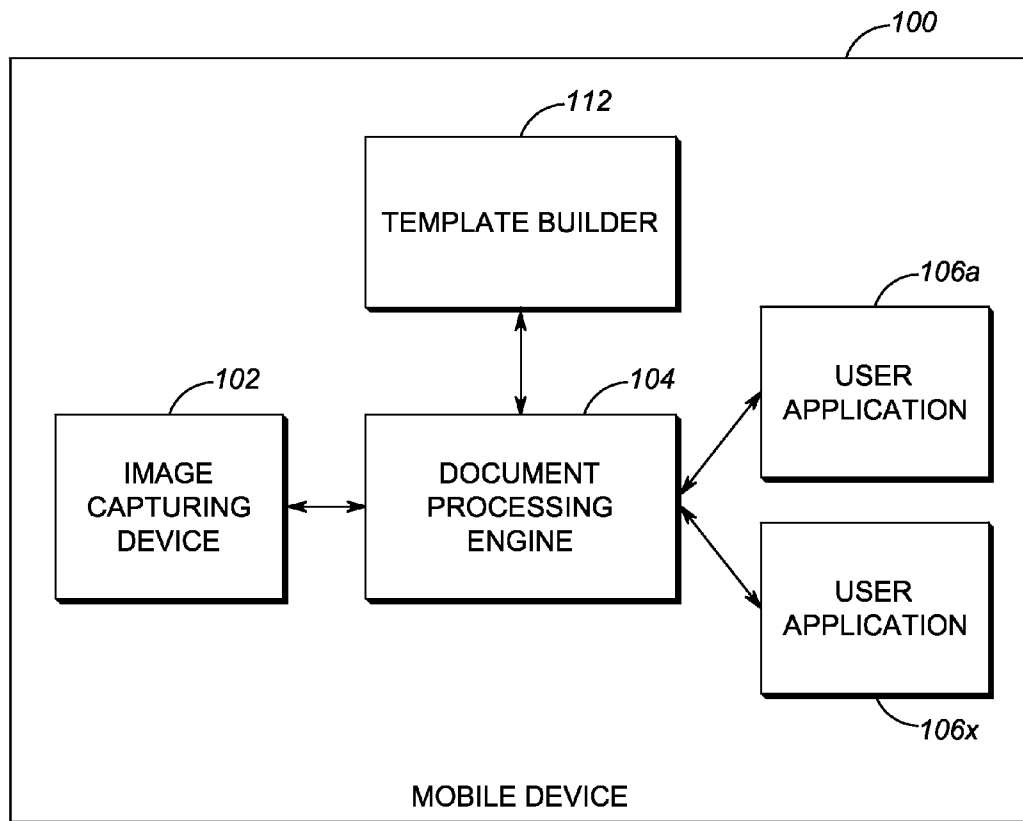 100
112
TEMPLATE BUILDER
106a
USER
APPLICATION
102
IMAGE
CAPTURING
DEVICE
104
DOCUMENT
PROCESSING
ENGINE
USER
APPLICATION
106x
MOBILE DEVICE